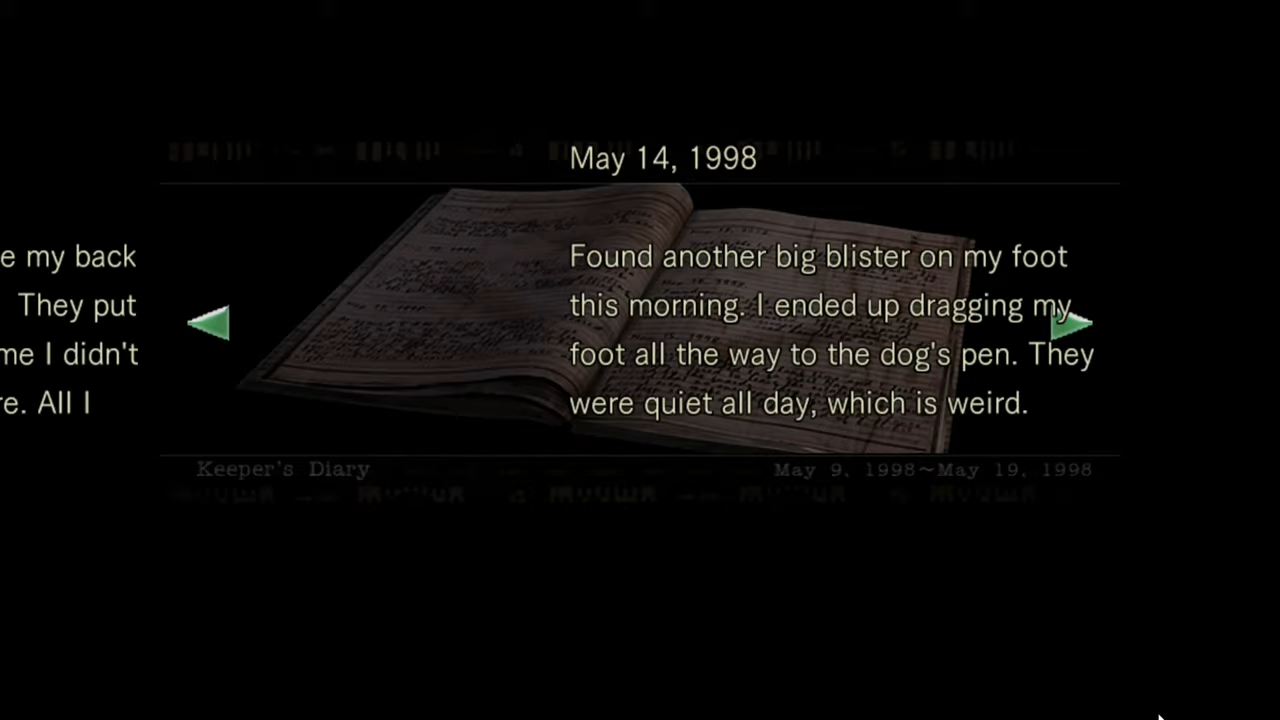 May 14, 1998
e my back
They put
me I didn't
re. All I
Found another big blister on my foot
this morning. I ended up dragging my
foot all the way to the dog's pen. They
were quiet all day, which is weird.
Keeper's Diary
May 9, 1998~May 19, 1998